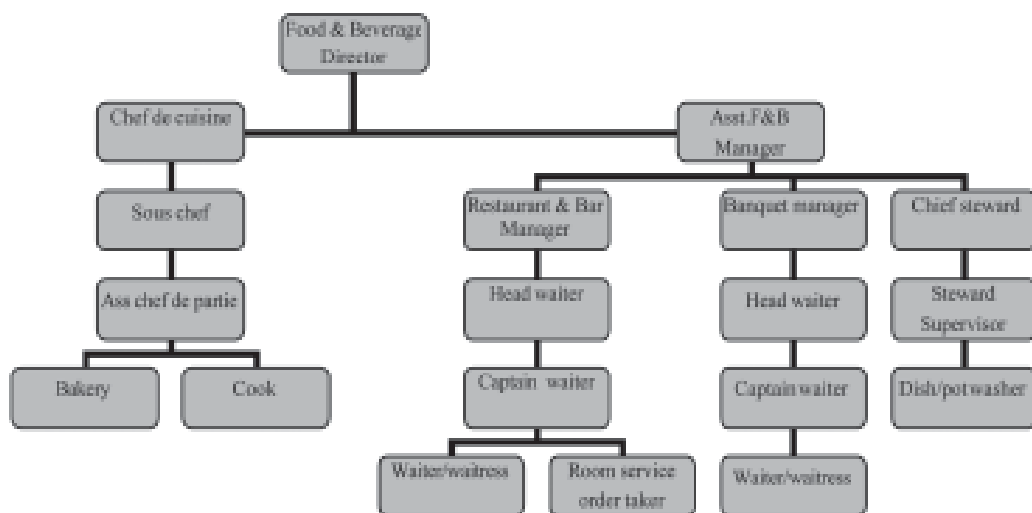 Food & Beverage
Director
Chef de cuisine
Asst.F&B
Manager
Sous chef
Restaurant & Bar
Manager
Banquet manager
Chief steward
Ass chef de partie
Head waiter
Head waiter
Steward
Supervisor
Bakery
Cook
Captain waiter
Captain waiter
Dish/pot washer
Waiter/waitress
Room service
order taker
Waiter/waitress